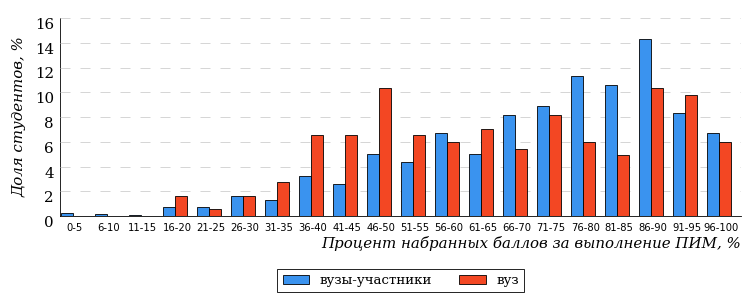 16
14
12
10
8
6
4
2
0
Доля студентов, %
0-5 6-10 11-15 16-20 21-25 26-30 31-35 36-40 41-45 46-50 51-55 56-60 61-65 66-70 71-75 76-80 81-85 86-90 91-95 96-100
Процент набранных баллов за выполнение ПИМ, %
вузы-участники вуз